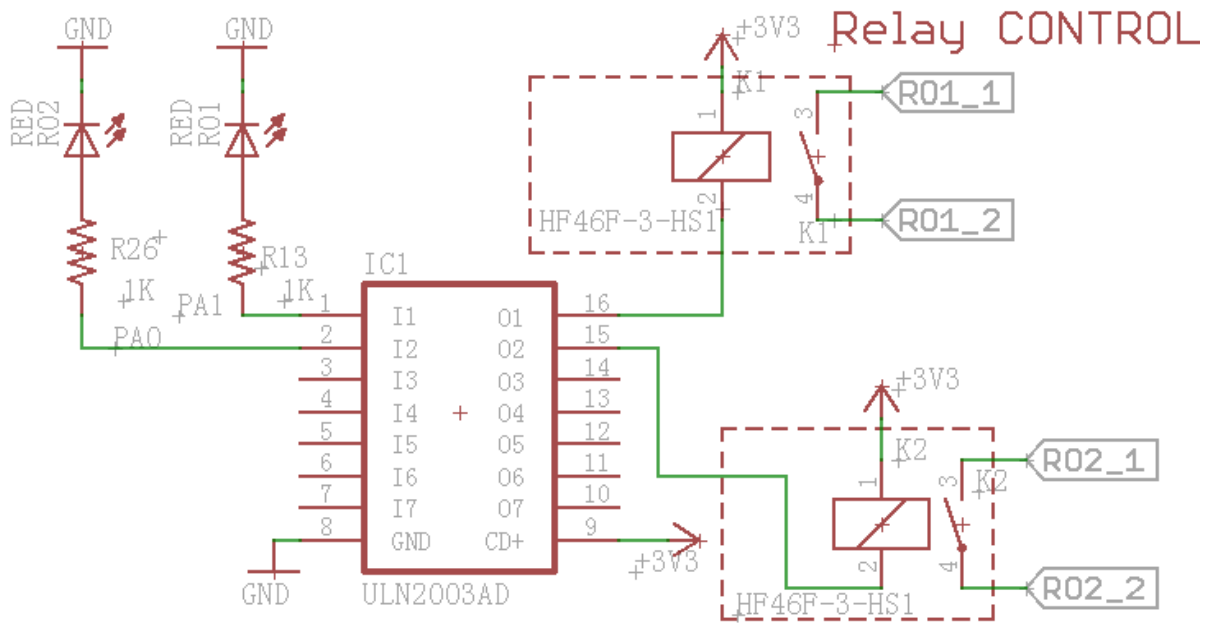 Relay CONTROL
GND
GND
+3V3
RED
RO2
RED
RO1
K1
1
2
3
4
RO1_1
RO1_2
HF46F-3-HS1
K1
R26
1K
R13
1K
PA1
PA0
IC1
1
I1
O1
16
2
I2
O2
15
3
I3
O3
14
4
I4
O4
13
5
I5
O5
12
6
I6
O6
11
7
I7
O7
10
8
GND
CD+
9
GND
ULN2003AD
+3V3
+3V3
K2
1
2
3
4
K2
RO2_1
RO2_2
HF46F-3-HS1